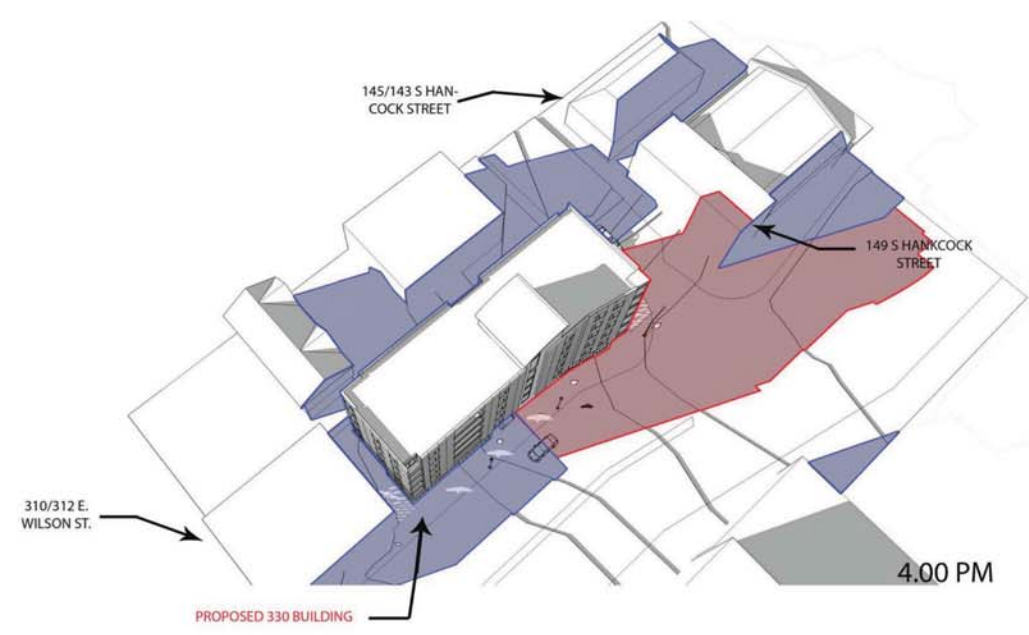 145/143 S HAN-
COCK STREET
149 S HANKCOCK
STREET
310/312 E.
WILSON ST.
4.00 PM
PROPOSED 330 BUILDING